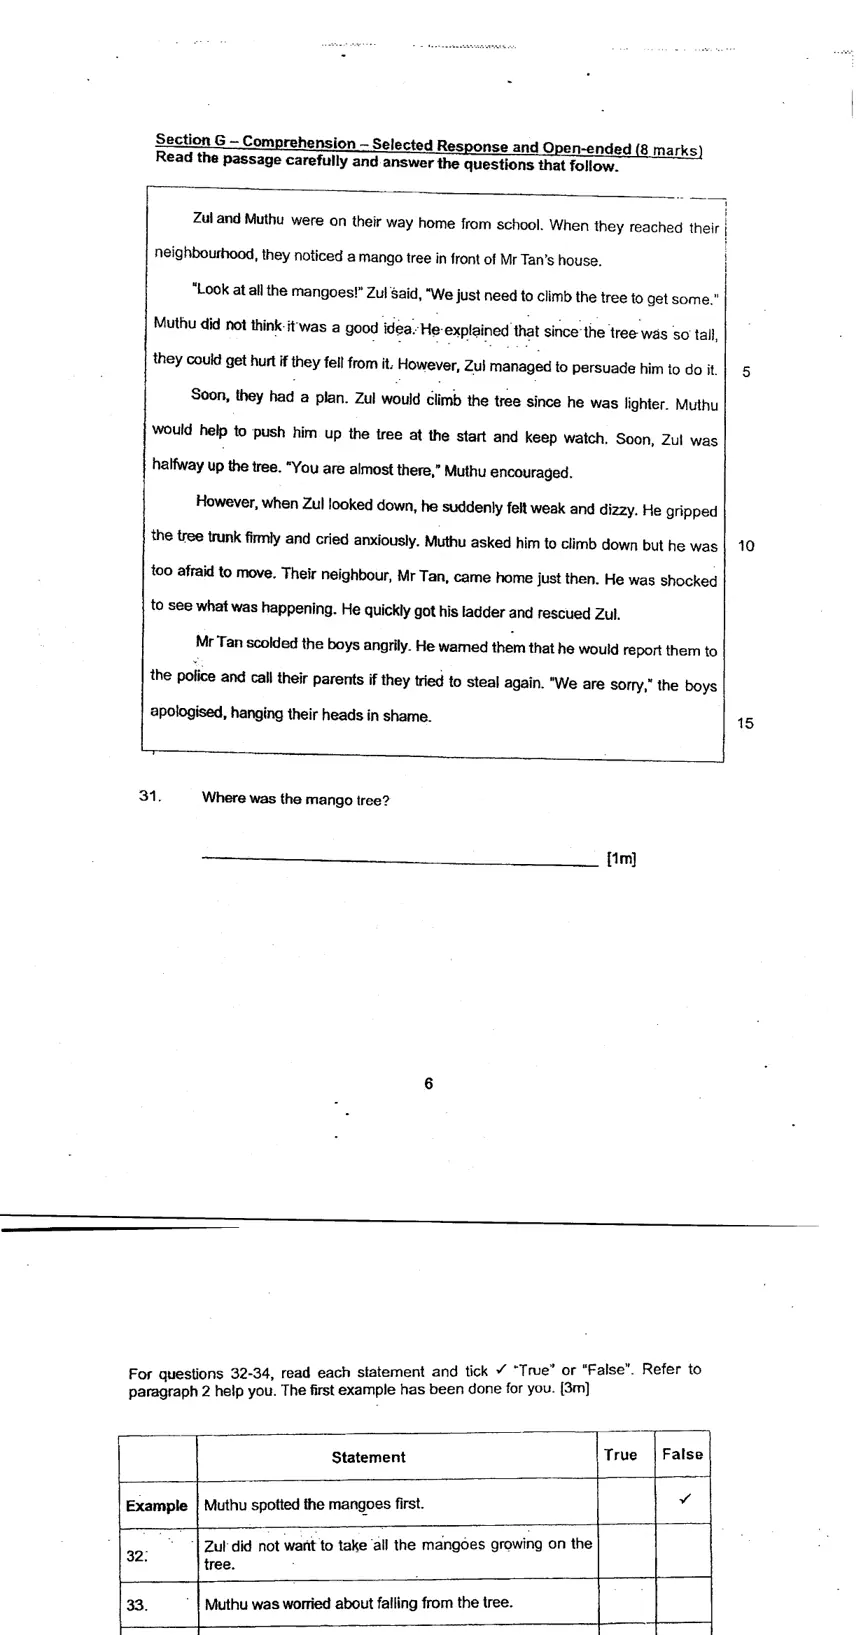 Section G – Comprehension – Selected Response and Open-ended (8 marks)
Read the passage carefully and answer the questions that follow.
Zul and Muthu were on their way home from school. When they reached their
neighbourhood, they noticed a mango tree in front of Mr Tan's house.
"Look at all the mangoes!" Zul said, "We just need to climb the tree to get some."
Muthu did not think it was a good idea. He explained that since the tree was so tall,
they could get hurt if they fell from it. However, Zul managed to persuade him to do it. 5
Soon, they had a plan. Zul would climb the tree since he was lighter. Muthu
would help to push him up the tree at the start and keep watch. Soon, Zul was
halfway up the tree. "You are almost there," Muthu encouraged.
However, when Zul looked down, he suddenly felt weak and dizzy. He gripped
the tree trunk firmly and cried anxiously. Muthu asked him to climb down but he was 10
too afraid to move. Their neighbour, Mr Tan, came home just then. He was shocked
to see what was happening. He quickly got his ladder and rescued Zul.
Mr Tan scolded the boys angrily. He warned them that he would report them to
the police and call their parents if they tried to steal again. "We are sorry," the boys
apologised, hanging their heads in shame. 15
31. Where was the mango tree?
[1m]
6
For questions 32-34, read each statement and tick ✓ "True" or "False". Refer to
paragraph 2 help you. The first example has been done for you. [3m]
Statement True False
Example Muthu spotted the mangoes first. ✓
32. Zul did not want to take all the mangoes growing on the
tree.
33. Muthu was worried about falling from the tree.